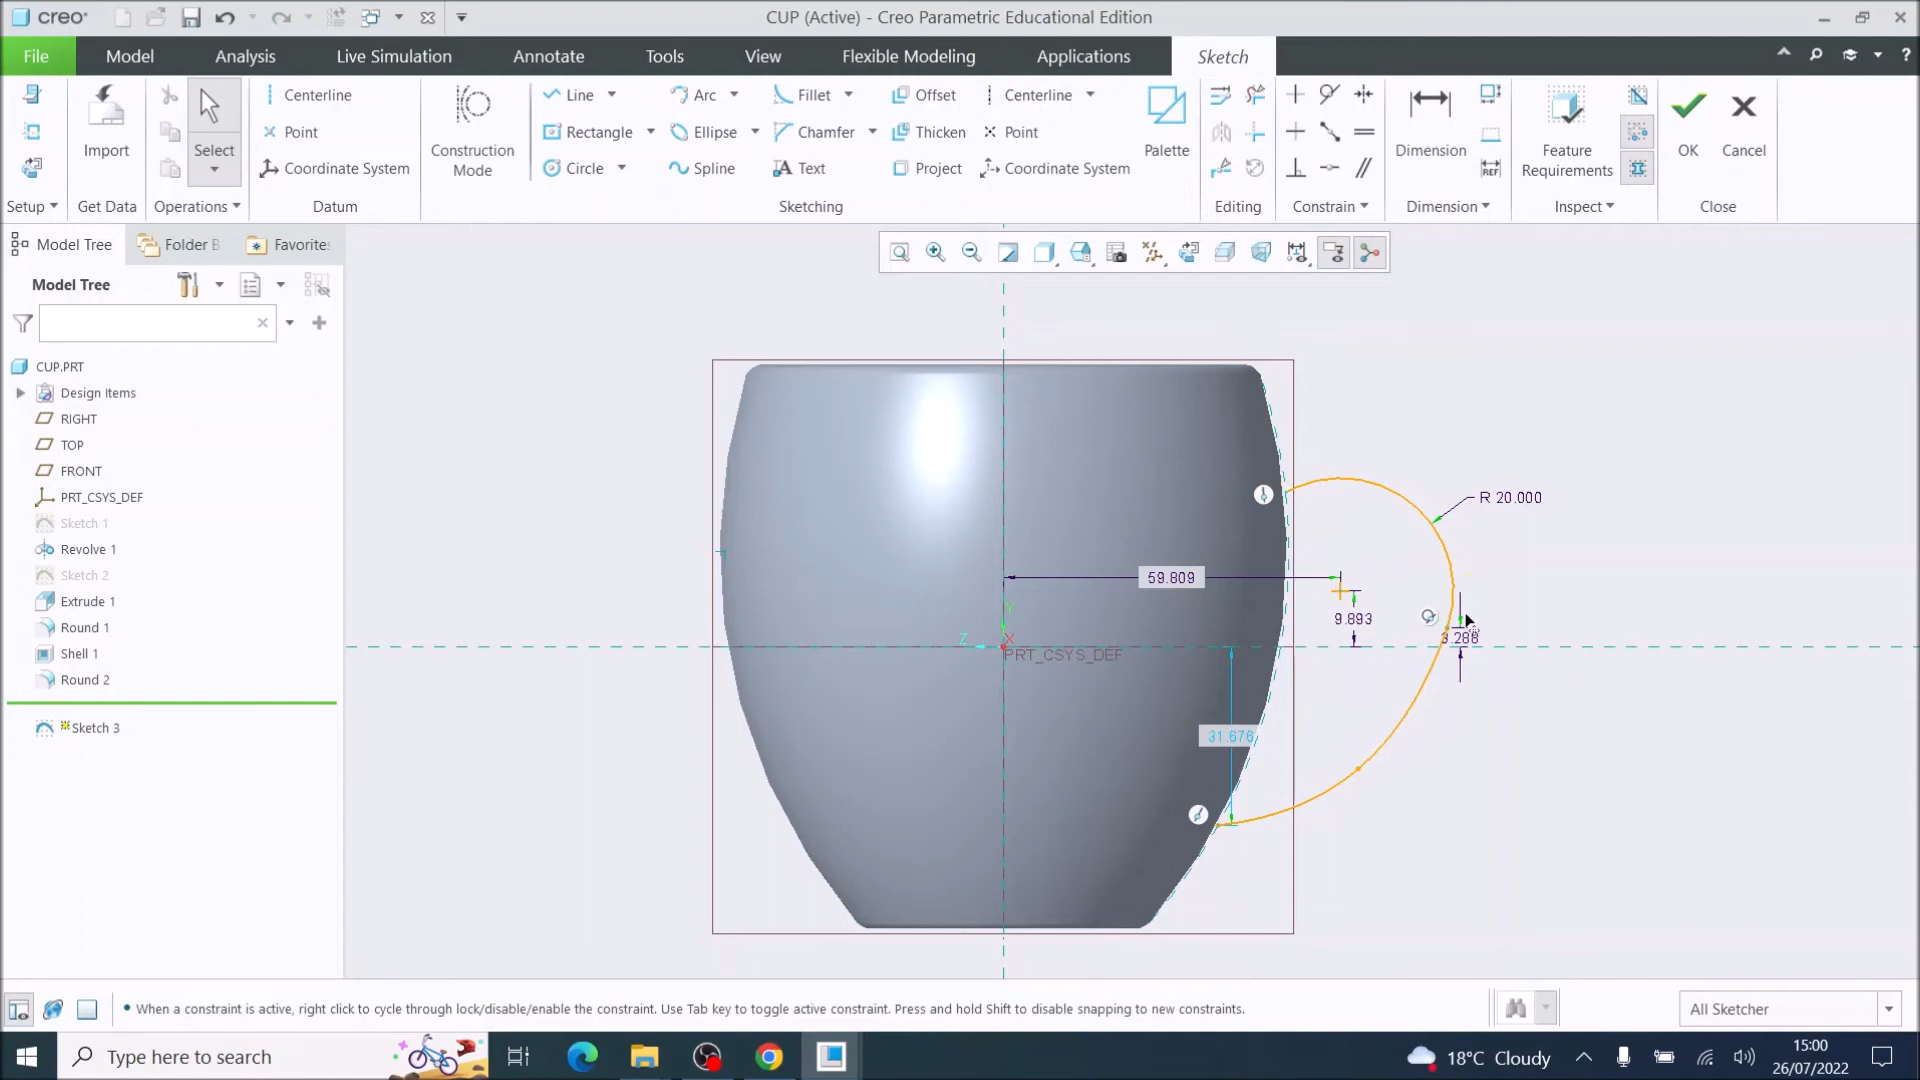 creo
CUP (Active) - Creo Parametric Educational Edition
File Model Analysis Live Simulation Annotate Tools View Flexible Modeling Applications Sketch
Import
Select
Centerline
Point
Coordinate System
Construction Mode
Line Arc Fillet Offset Centerline
Rectangle Ellipse Chamfer Thicken Point
Circle Spline Text Project Coordinate System
Palette
Dimension
REF
Feature Requirements
OK
Cancel
Setup Get Data Operations Datum Sketching Editing Constrain Dimension Inspect Close
Model Tree Folder B Favorites
Model Tree
CUP.PRT
Design Items
RIGHT
TOP
FRONT
PRT_CSYS_DEF
Sketch 1
Revolve 1
Sketch 2
Extrude 1
Round 1
Shell 1
Round 2
Sketch 3
R 20.000
59.809
9.893
3.288
Y
Z
X
PRT_CSYS_DEF
31.676
When a constraint is active, right click to cycle through lock/disable/enable the constraint. Use Tab key to toggle active constraint. Press and hold Shift to disable snapping to new constraints.
All Sketcher
Type here to search
18°C Cloudy
15:00
26/07/2022